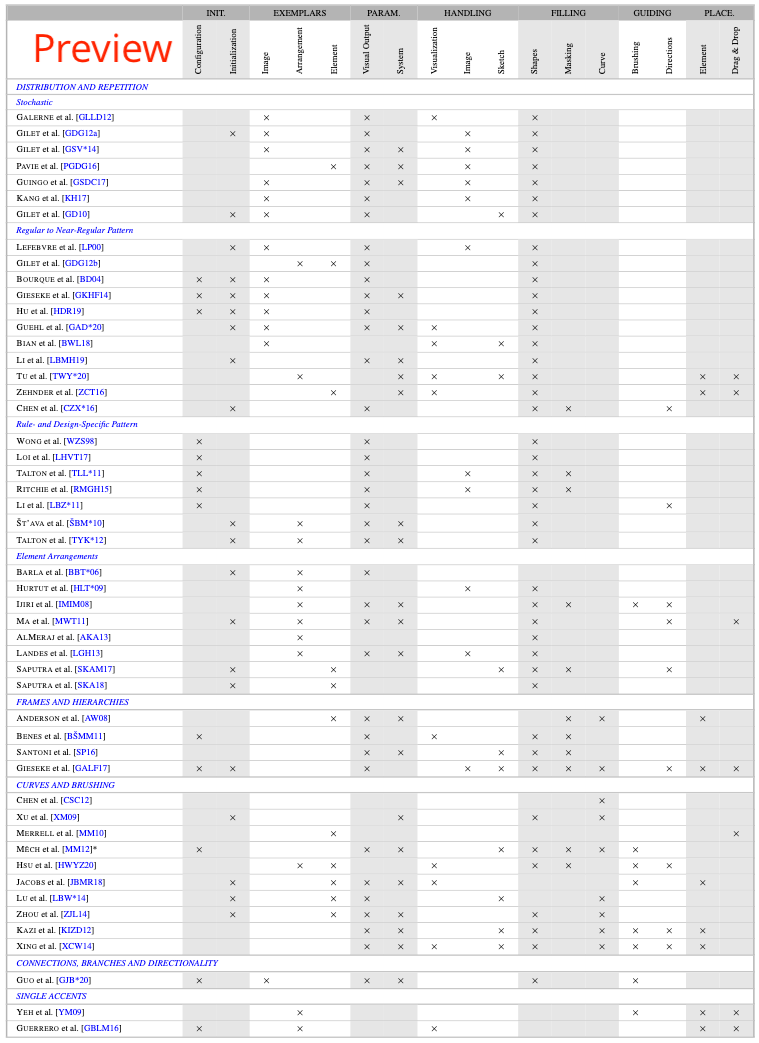 INIT. EXEMPLARS PARAM. HANDLING FILLING GUIDING PLACE.
Preview
Configuration Initialization Image Arrangement Element Visual Output System Visualization Image Sketch Shapes Masking Curve Brushing Directions Element Drag & Drop
DISTRIBUTION AND REPETITION
Stochastic
GALERNE et al. [GLLD12] × × × ×
GILET et al. [GDG12a] × × × × ×
GILET et al. [GSV*14] × × × × ×
PAVIE et al. [PGDG16] × × × × ×
GUINGO et al. [GSDC17] × × × × ×
KANG et al. [KH17] × × × ×
GILET et al. [GD10] × × × × ×
Regular to Near-Regular Pattern
LEFEBVRE et al. [LP00] × × × × ×
GILET et al. [GDG12b] × × × ×
BOURQUE et al. [BD04] × × × × ×
GIESEKE et al. [GKHF14] × × × × × ×
HU et al. [HDR19] × × × × ×
GUEHL et al. [GAD*20] × × × × × ×
BIAN et al. [BWL18] × × × ×
LI et al. [LBMH19] × × × ×
TU et al. [TWY*20] × × × × × × ×
ZEHNDER et al. [ZCT16] × × × × × ×
CHEN et al. [CZX*16] × × × × ×
Rule- and Design-Specific Pattern
WONG et al. [WZS98] × × ×
LOI et al. [LHVT17] × × ×
TALTON et al. [TLL*11] × × × × ×
RITCHIE et al. [RMGH15] × × × × ×
LI et al. [LBZ*11] × × × ×
ŠT'AVA et al. [ŠBM*10] × × × × ×
TALTON et al. [TYK*12] × × × × ×
Element Arrangements
BARLA et al. [BBT*06] × × ×
HURTUT et al. [HLT*09] × × ×
IJIRI et al. [IMIM08] × × × × × × ×
MA et al. [MWT11] × × × × × × ×
ALMERAJ et al. [AKA13] × ×
LANDES et al. [LGH13] × × × × ×
SAPUTRA et al. [SKAM17] × × × × × ×
SAPUTRA et al. [SKA18] × × ×
FRAMES AND HIERARCHIES
ANDERSON et al. [AW08] × × × × × ×
BENES et al. [BŠMM11] × × × × ×
SANTONI et al. [SP16] × × × × ×
GIESEKE et al. [GALF17] × × × × × × × × × × ×
CURVES AND BRUSHING
CHEN et al. [CSC12] ×
XU et al. [XM09] × × × ×
MERRELL et al. [MM10] × ×
MĚCH et al. [MM12]* × × × × × × × ×
HSU et al. [HWYZ20] × × × × × × ×
JACOBS et al. [JBMR18] × × × × × × ×
LU et al. [LBW*14] × × × × ×
ZHOU et al. [ZJL14] × × × × × ×
KAZI et al. [KIZD12] × × × × × × × ×
XING et al. [XCW14] × × × × × × × × ×
CONNECTIONS, BRANCHES AND DIRECTIONALITY
GUO et al. [GJB*20] × × × × × ×
SINGLE ACCENTS
YEH et al. [YM09] × × × ×
GUERRERO et al. [GBLM16] × × × × ×